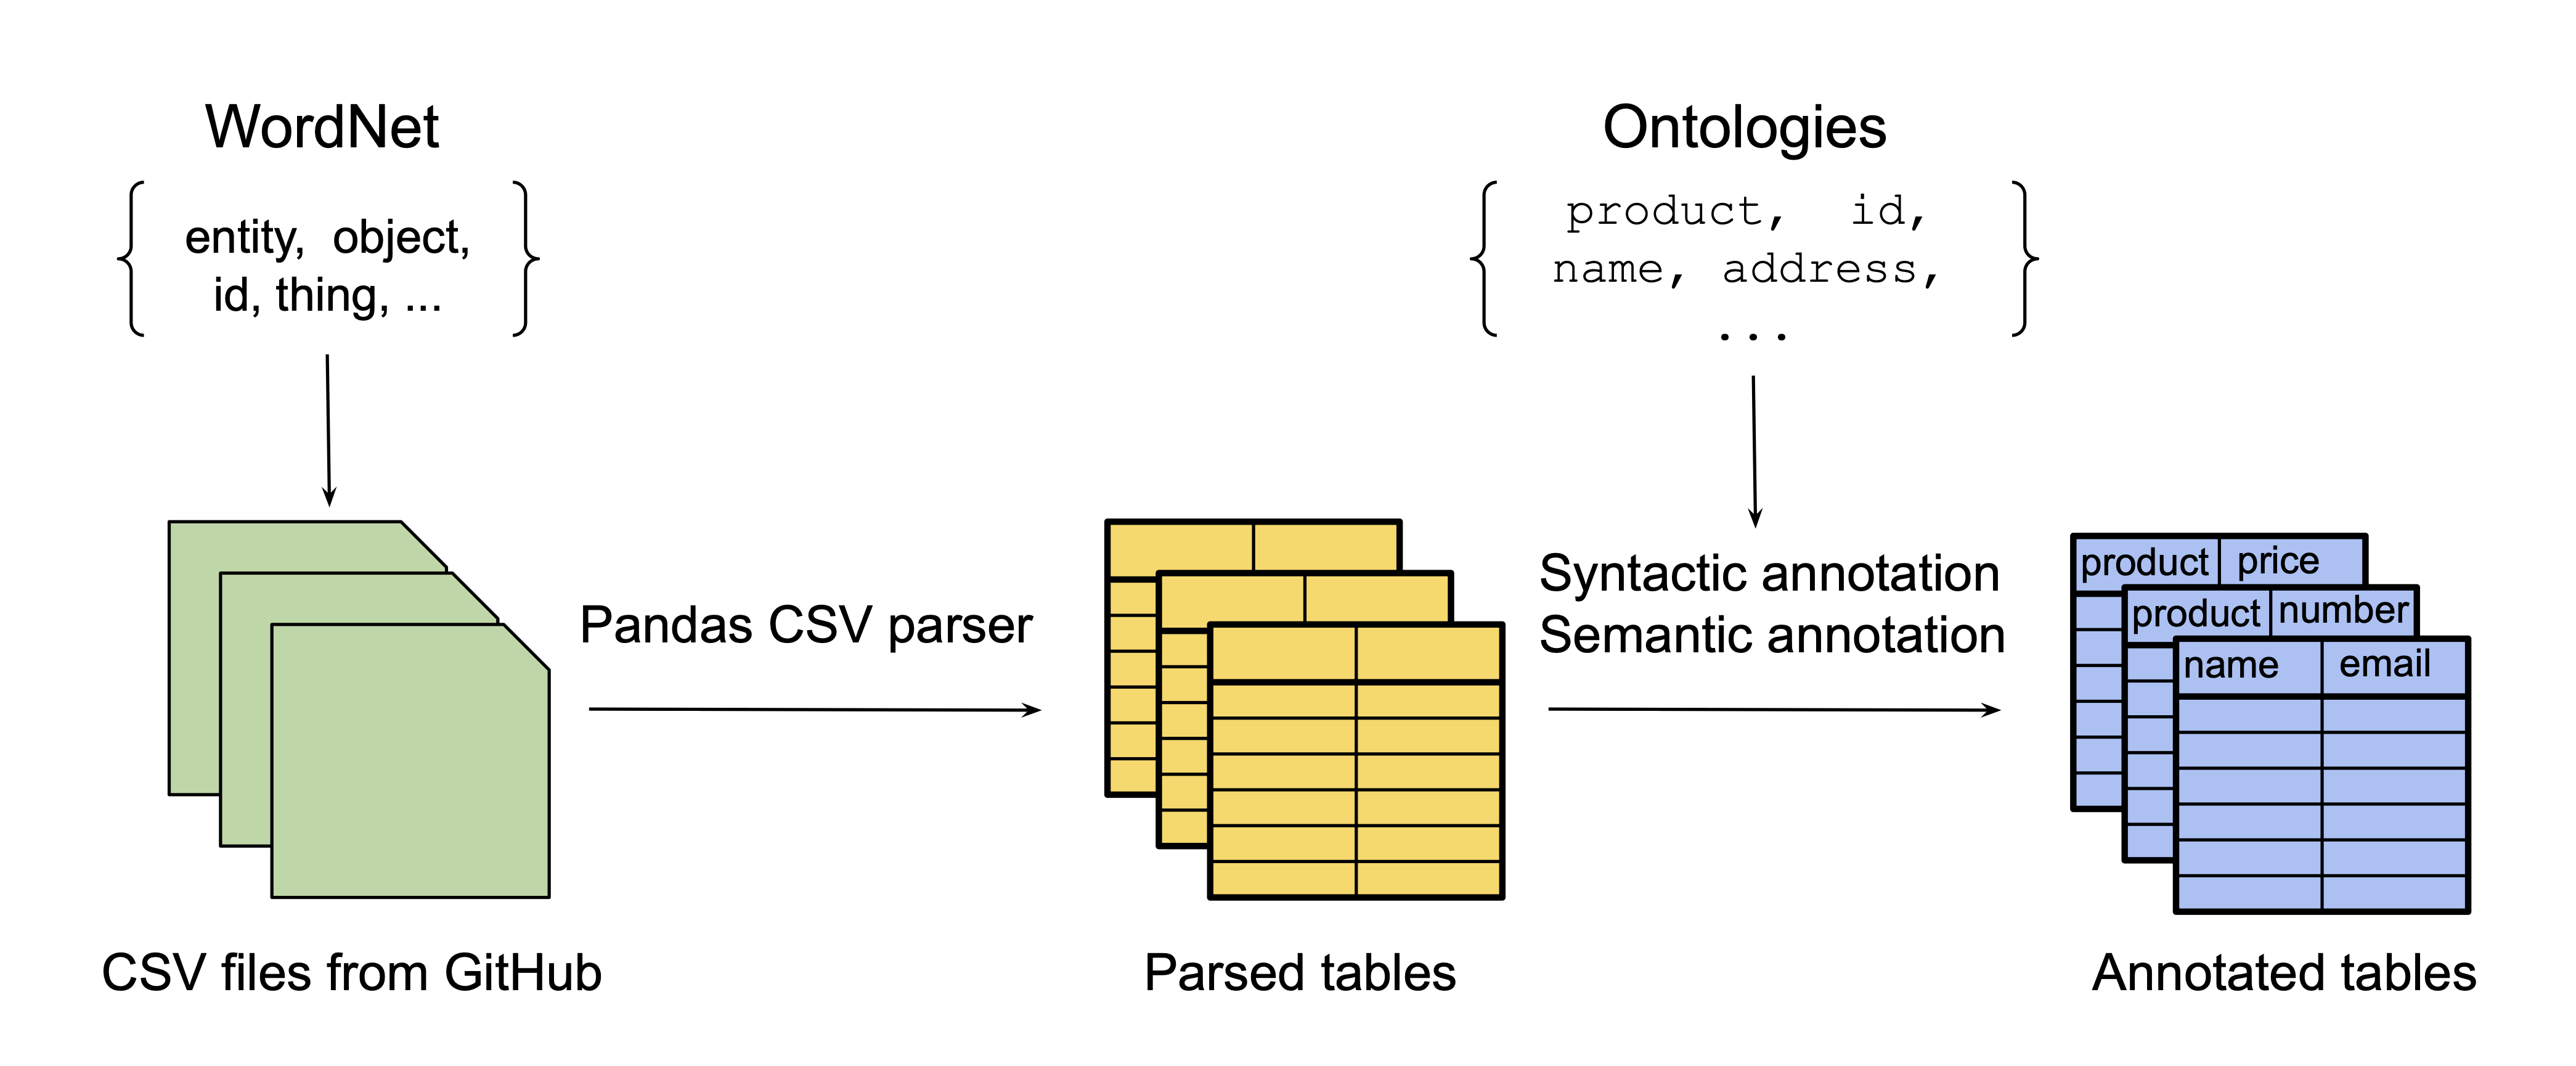 WordNet
entity, object,
id, thing, ...
Ontologies
product, id,
name, address,
...
Pandas CSV parser
Syntactic annotation
Semantic annotation
product price
product number
name email
CSV files from GitHub
Parsed tables
Annotated tables